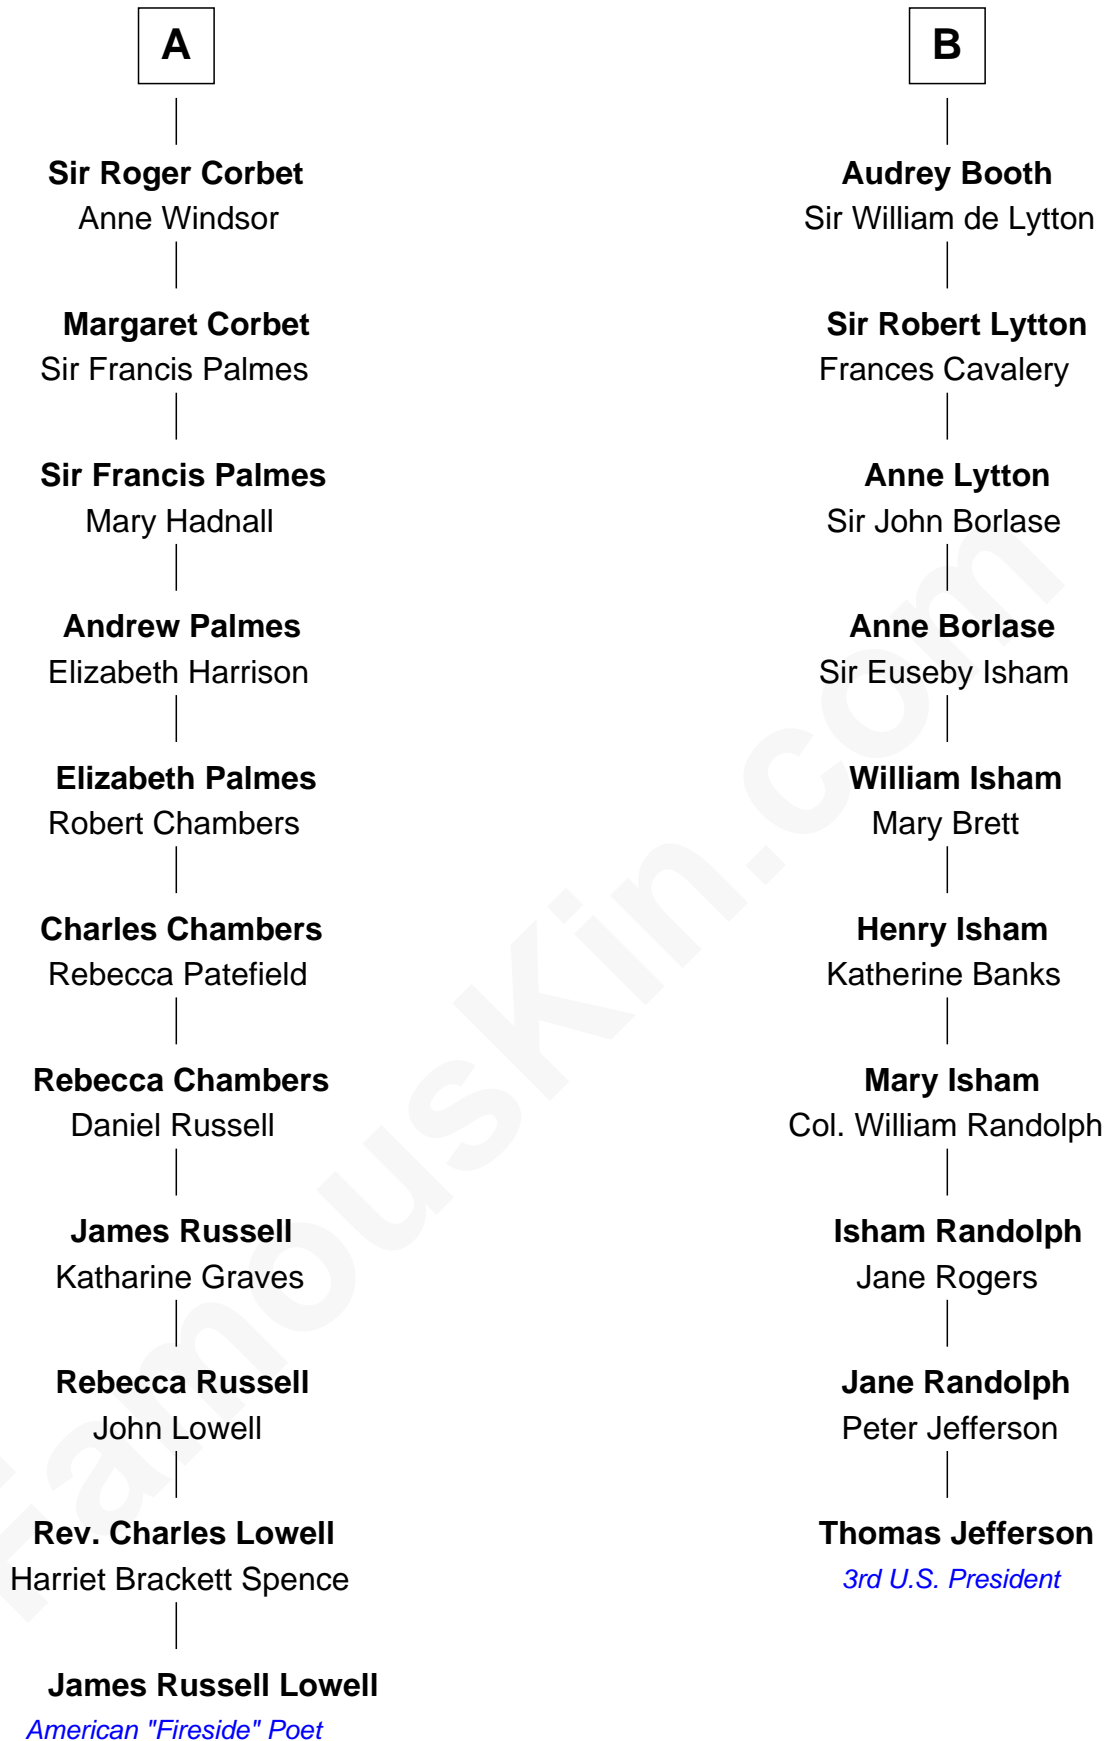 A
Sir Roger Corbet
Anne Windsor
Margaret Corbet
Sir Francis Palmes
Sir Francis Palmes
Mary Hadnall
Andrew Palmes
Elizabeth Harrison
Elizabeth Palmes
Robert Chambers
Charles Chambers
Rebecca Patefield
Rebecca Chambers
Daniel Russell
James Russell
Katharine Graves
Rebecca Russell
John Lowell
Rev. Charles Lowell
Harriet Brackett Spence
James Russell Lowell
American "Fireside" Poet
B
Audrey Booth
Sir William de Lytton
Sir Robert Lytton
Frances Cavalery
Anne Lytton
Sir John Borlase
Anne Borlase
Sir Euseby Isham
William Isham
Mary Brett
Henry Isham
Katherine Banks
Mary Isham
Col. William Randolph
Isham Randolph
Jane Rogers
Jane Randolph
Peter Jefferson
Thomas Jefferson
3rd U.S. President
FamousKin.com